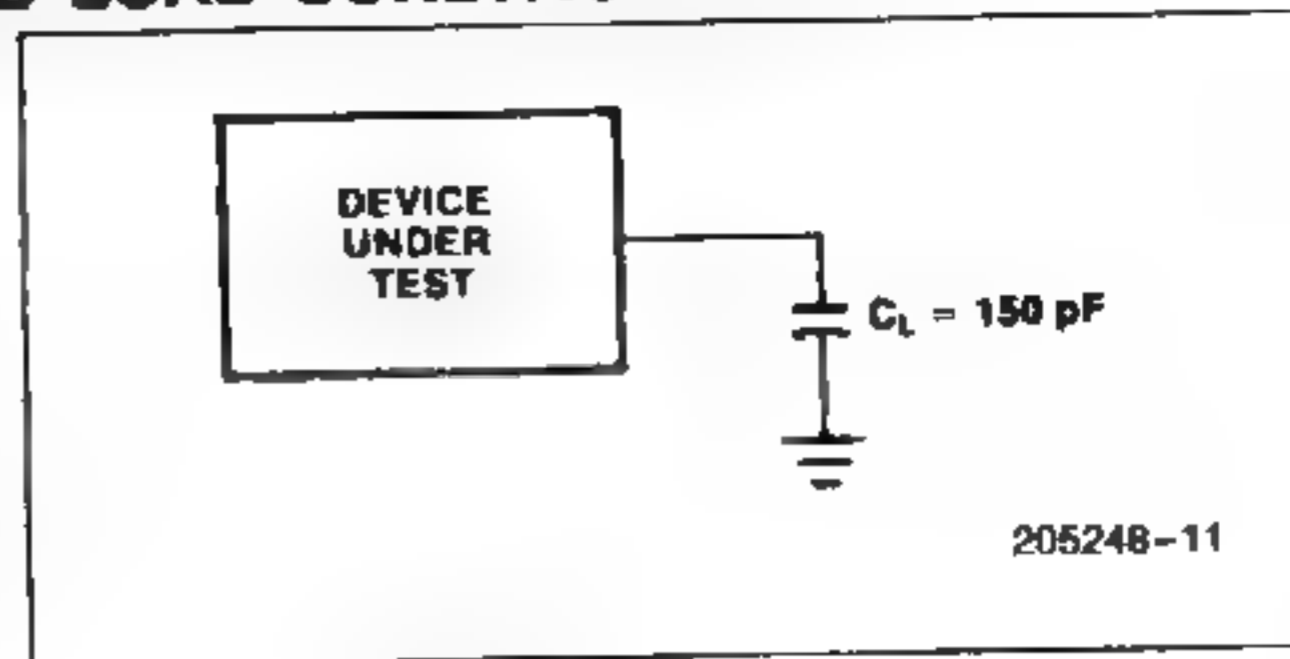 DEVICE
UNDER
TEST
C_L = 150 pF
205248-11